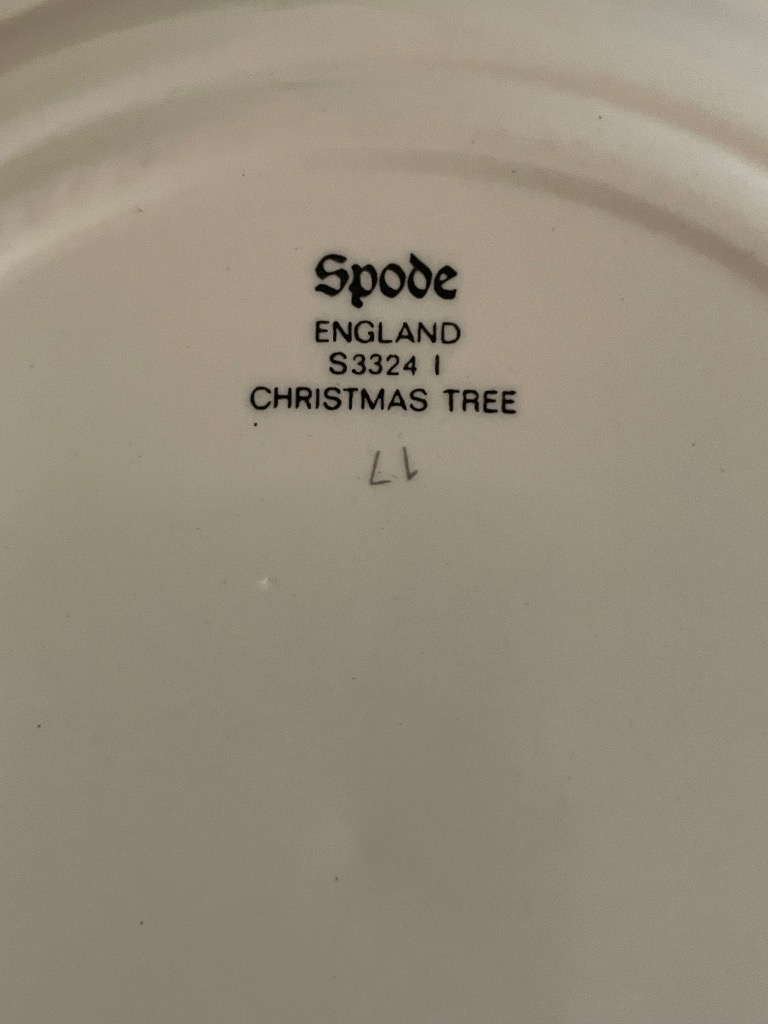 Spode
ENGLAND
S3324 I
CHRISTMAS TREE
17